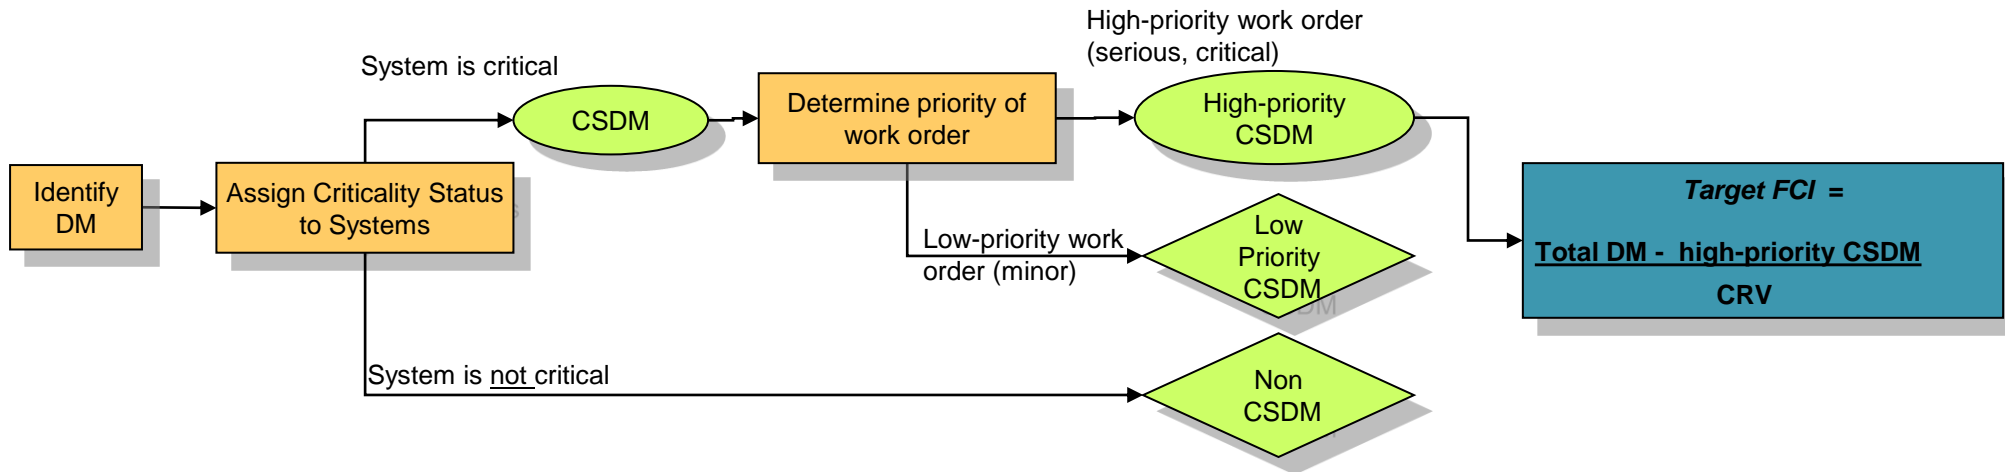 High-priority work order
(serious, critical)
System is critical
CSDM
Determine priority of
work order
High-priority
CSDM
Identify
DM
Assign Criticality Status
to Systems
Target FCI =
Total DM - high-priority CSDM
CRV
Low-priority work
order (minor)
Low
Priority
CSDM
System is not critical
Non
CSDM